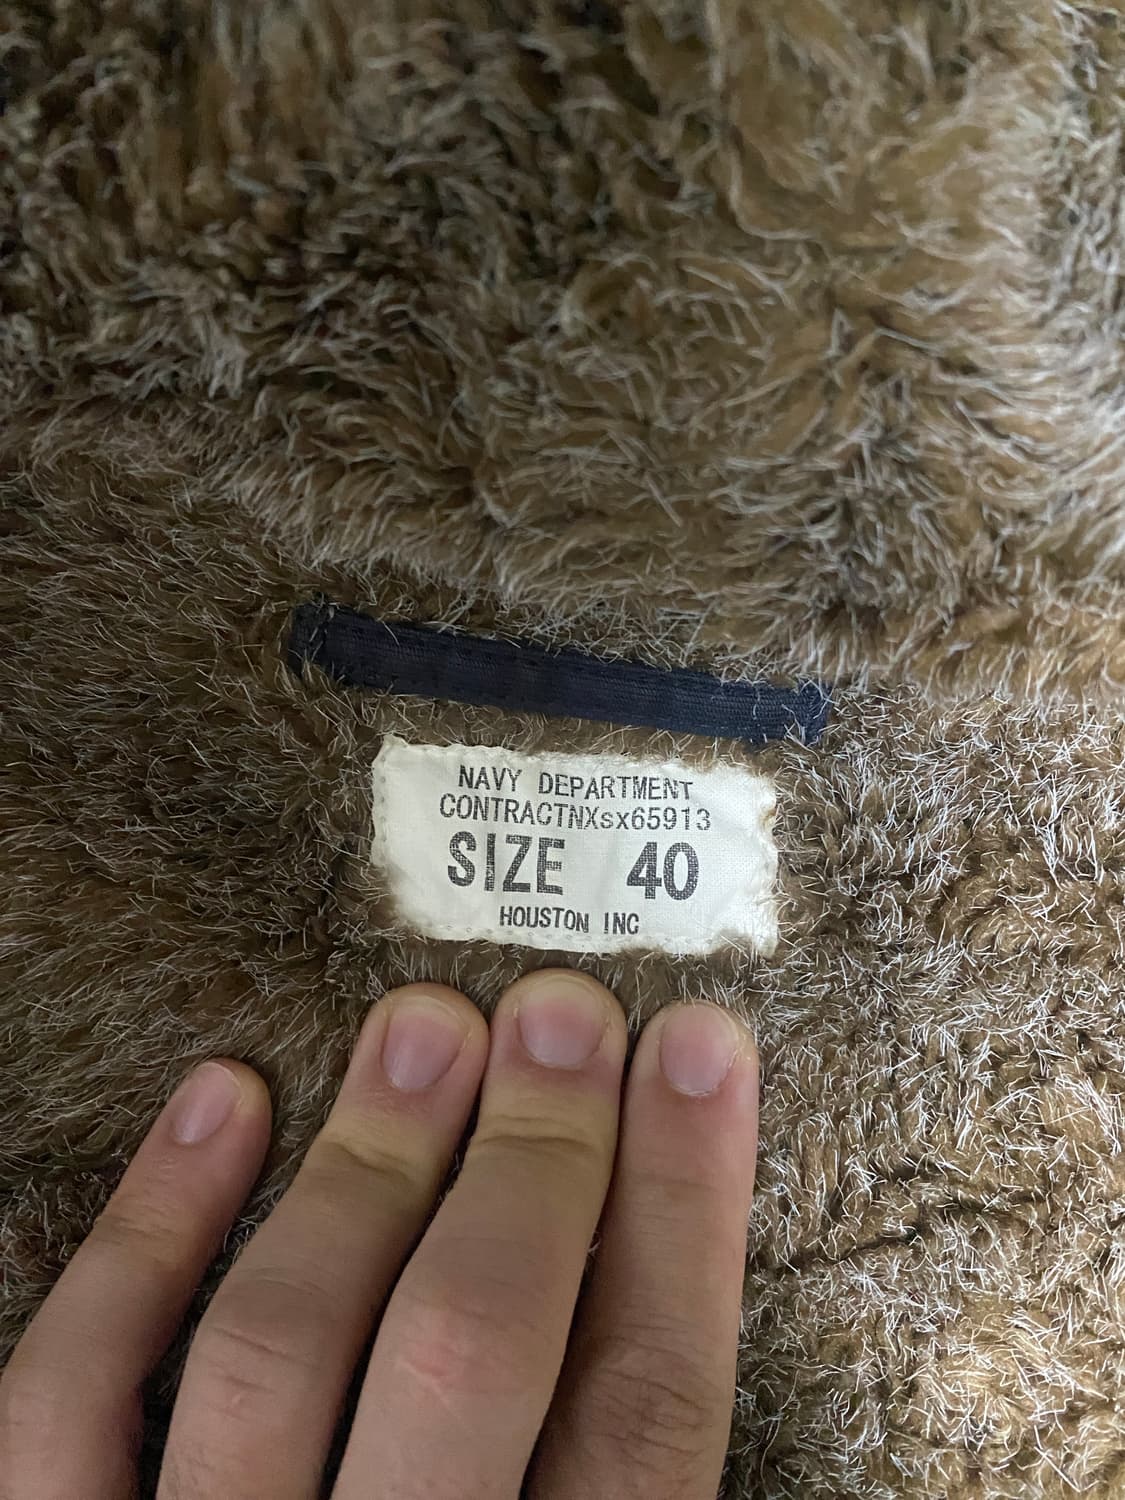 NAVY DEPARTMENT
CONTRACTNXsx65913
SIZE 40
HOUSTON INC